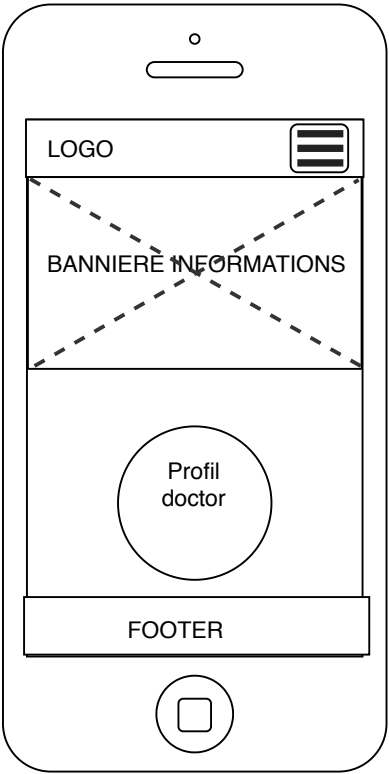 LOGO
BANNIERE INFORMATIONS
Profil
doctor
FOOTER